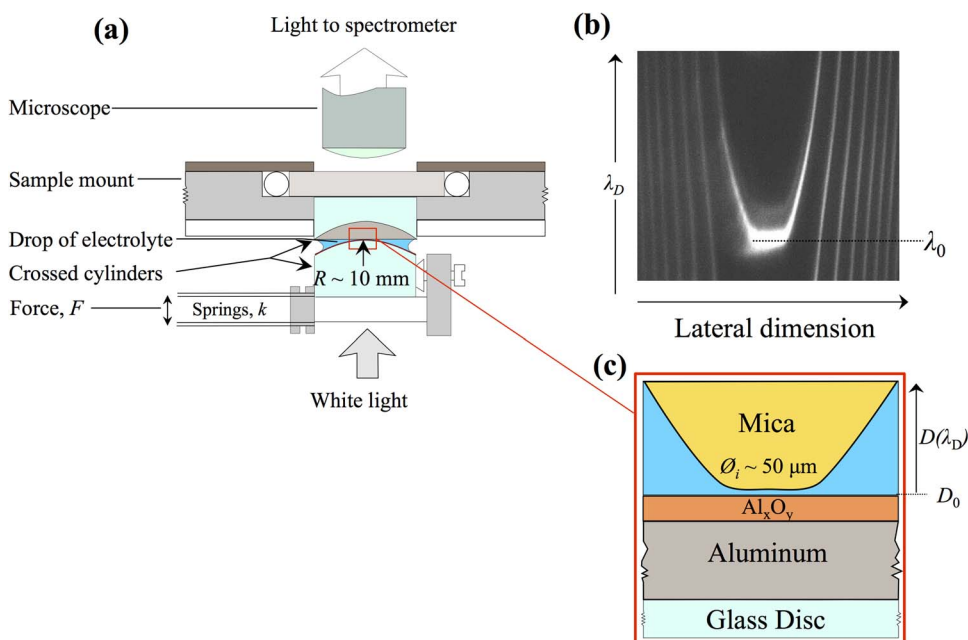 (a)
Light to spectrometer
Microscope
Sample mount
Drop of electrolyte
Crossed cylinders
R ~ 10 mm
Force, F
Springs, k
White light
(b)
λD
λ0
Lateral dimension
(c)
Mica
Øi ~ 50 μm
D(λD)
D0
AlxOy
Aluminum
Glass Disc